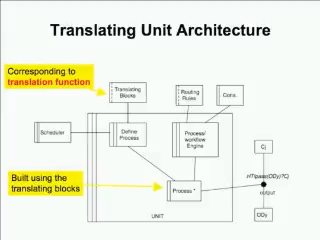 Translating Unit Architecture
Corresponding to
translation function
Translating
Blocks
Routing
Rules
Cons.
Scheduler
Define
Process
Process/
workflow
Engine
Cj
Built using the
translating blocks
Process *
output
UNIT
ODy